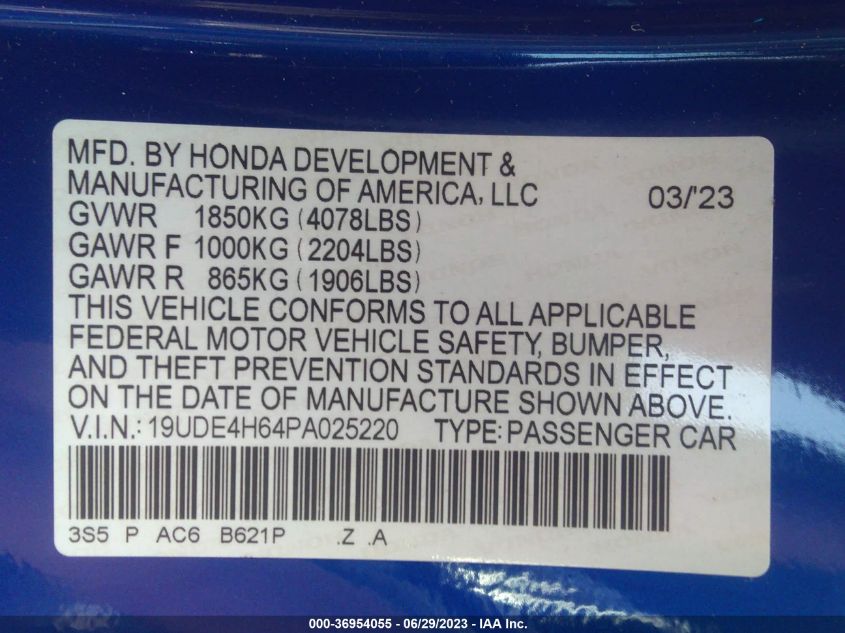 MFD. BY HONDA DEVELOPMENT &
MANUFACTURING OF AMERICA, LLC 03/'23
GVWR 1850KG (4078LBS)
GAWR F 1000KG (2204LBS)
GAWR R 865KG (1906LBS)
THIS VEHICLE CONFORMS TO ALL APPLICABLE
FEDERAL MOTOR VEHICLE SAFETY, BUMPER,
AND THEFT PREVENTION STANDARDS IN EFFECT
ON THE DATE OF MANUFACTURE SHOWN ABOVE.
V.I.N.: 19UDE4H64PA025220 TYPE: PASSENGER CAR
3S5 P AC6 B621P .Z .A
000-36954055 - 06/29/2023 - IAA Inc.